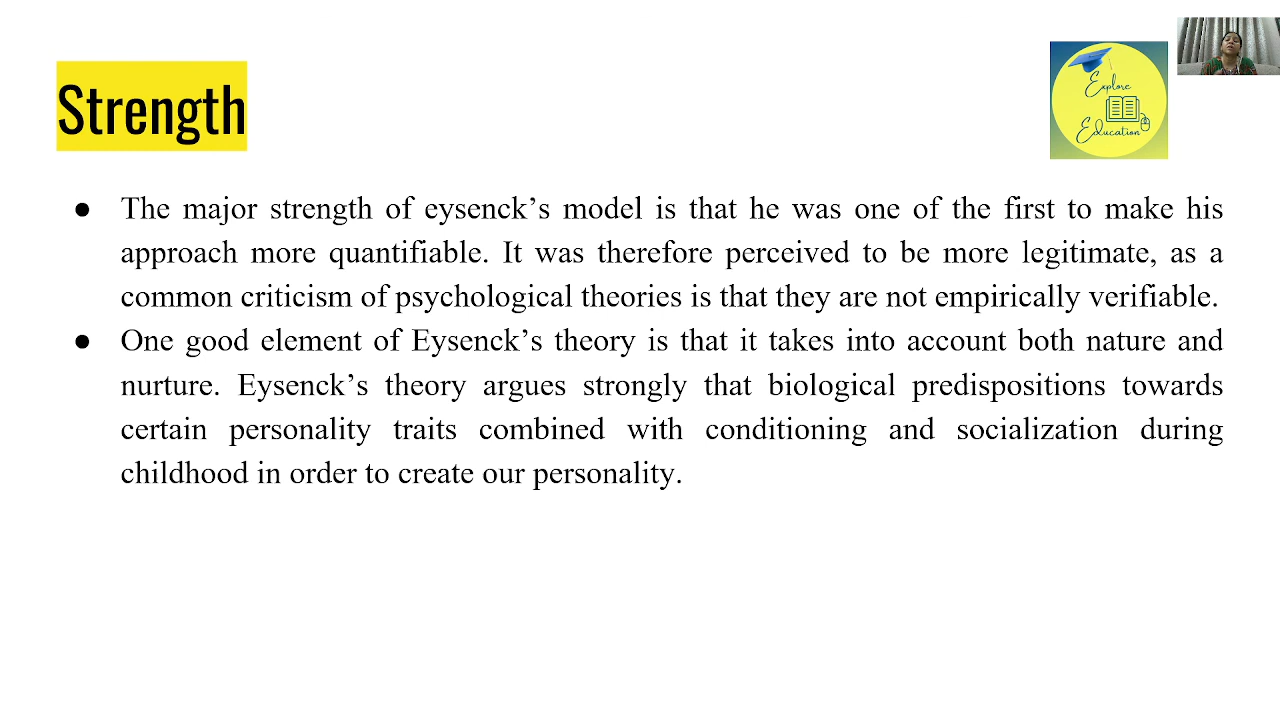 Strength
Explore
Education
● The major strength of eysenck’s model is that he was one of the first to make his
approach more quantifiable. It was therefore perceived to be more legitimate, as a
common criticism of psychological theories is that they are not empirically verifiable.
● One good element of Eysenck’s theory is that it takes into account both nature and
nurture. Eysenck’s theory argues strongly that biological predispositions towards
certain personality traits combined with conditioning and socialization during
childhood in order to create our personality.